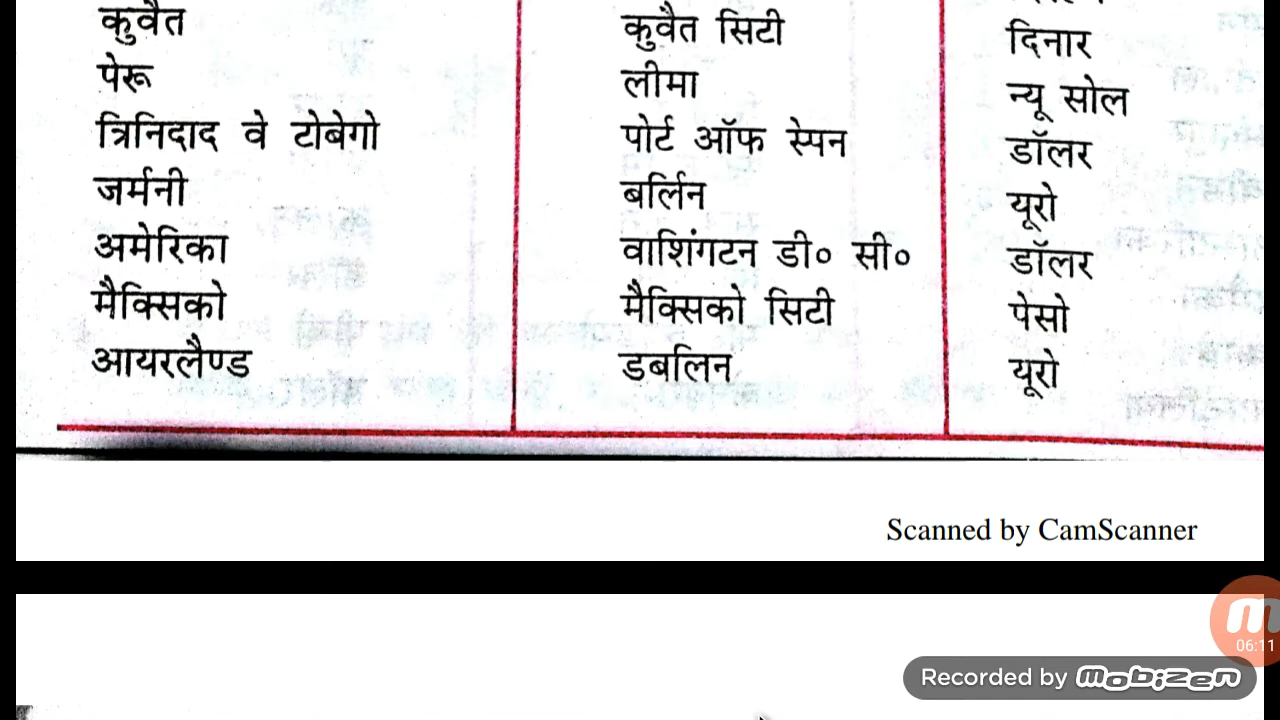 कुवैत कुवैत सिटी दिनार
पेरू लीमा न्यू सोल
त्रिनिदाद वे टोबेगो पोर्ट ऑफ स्पेन डॉलर
जर्मनी बर्लिन यूरो
अमेरिका वाशिंगटन डी० सी० डॉलर
मैक्सिको मैक्सिको सिटी पेसो
आयरलैण्ड डबलिन यूरो
Scanned by CamScanner
06:11
Recorded by Mobizen